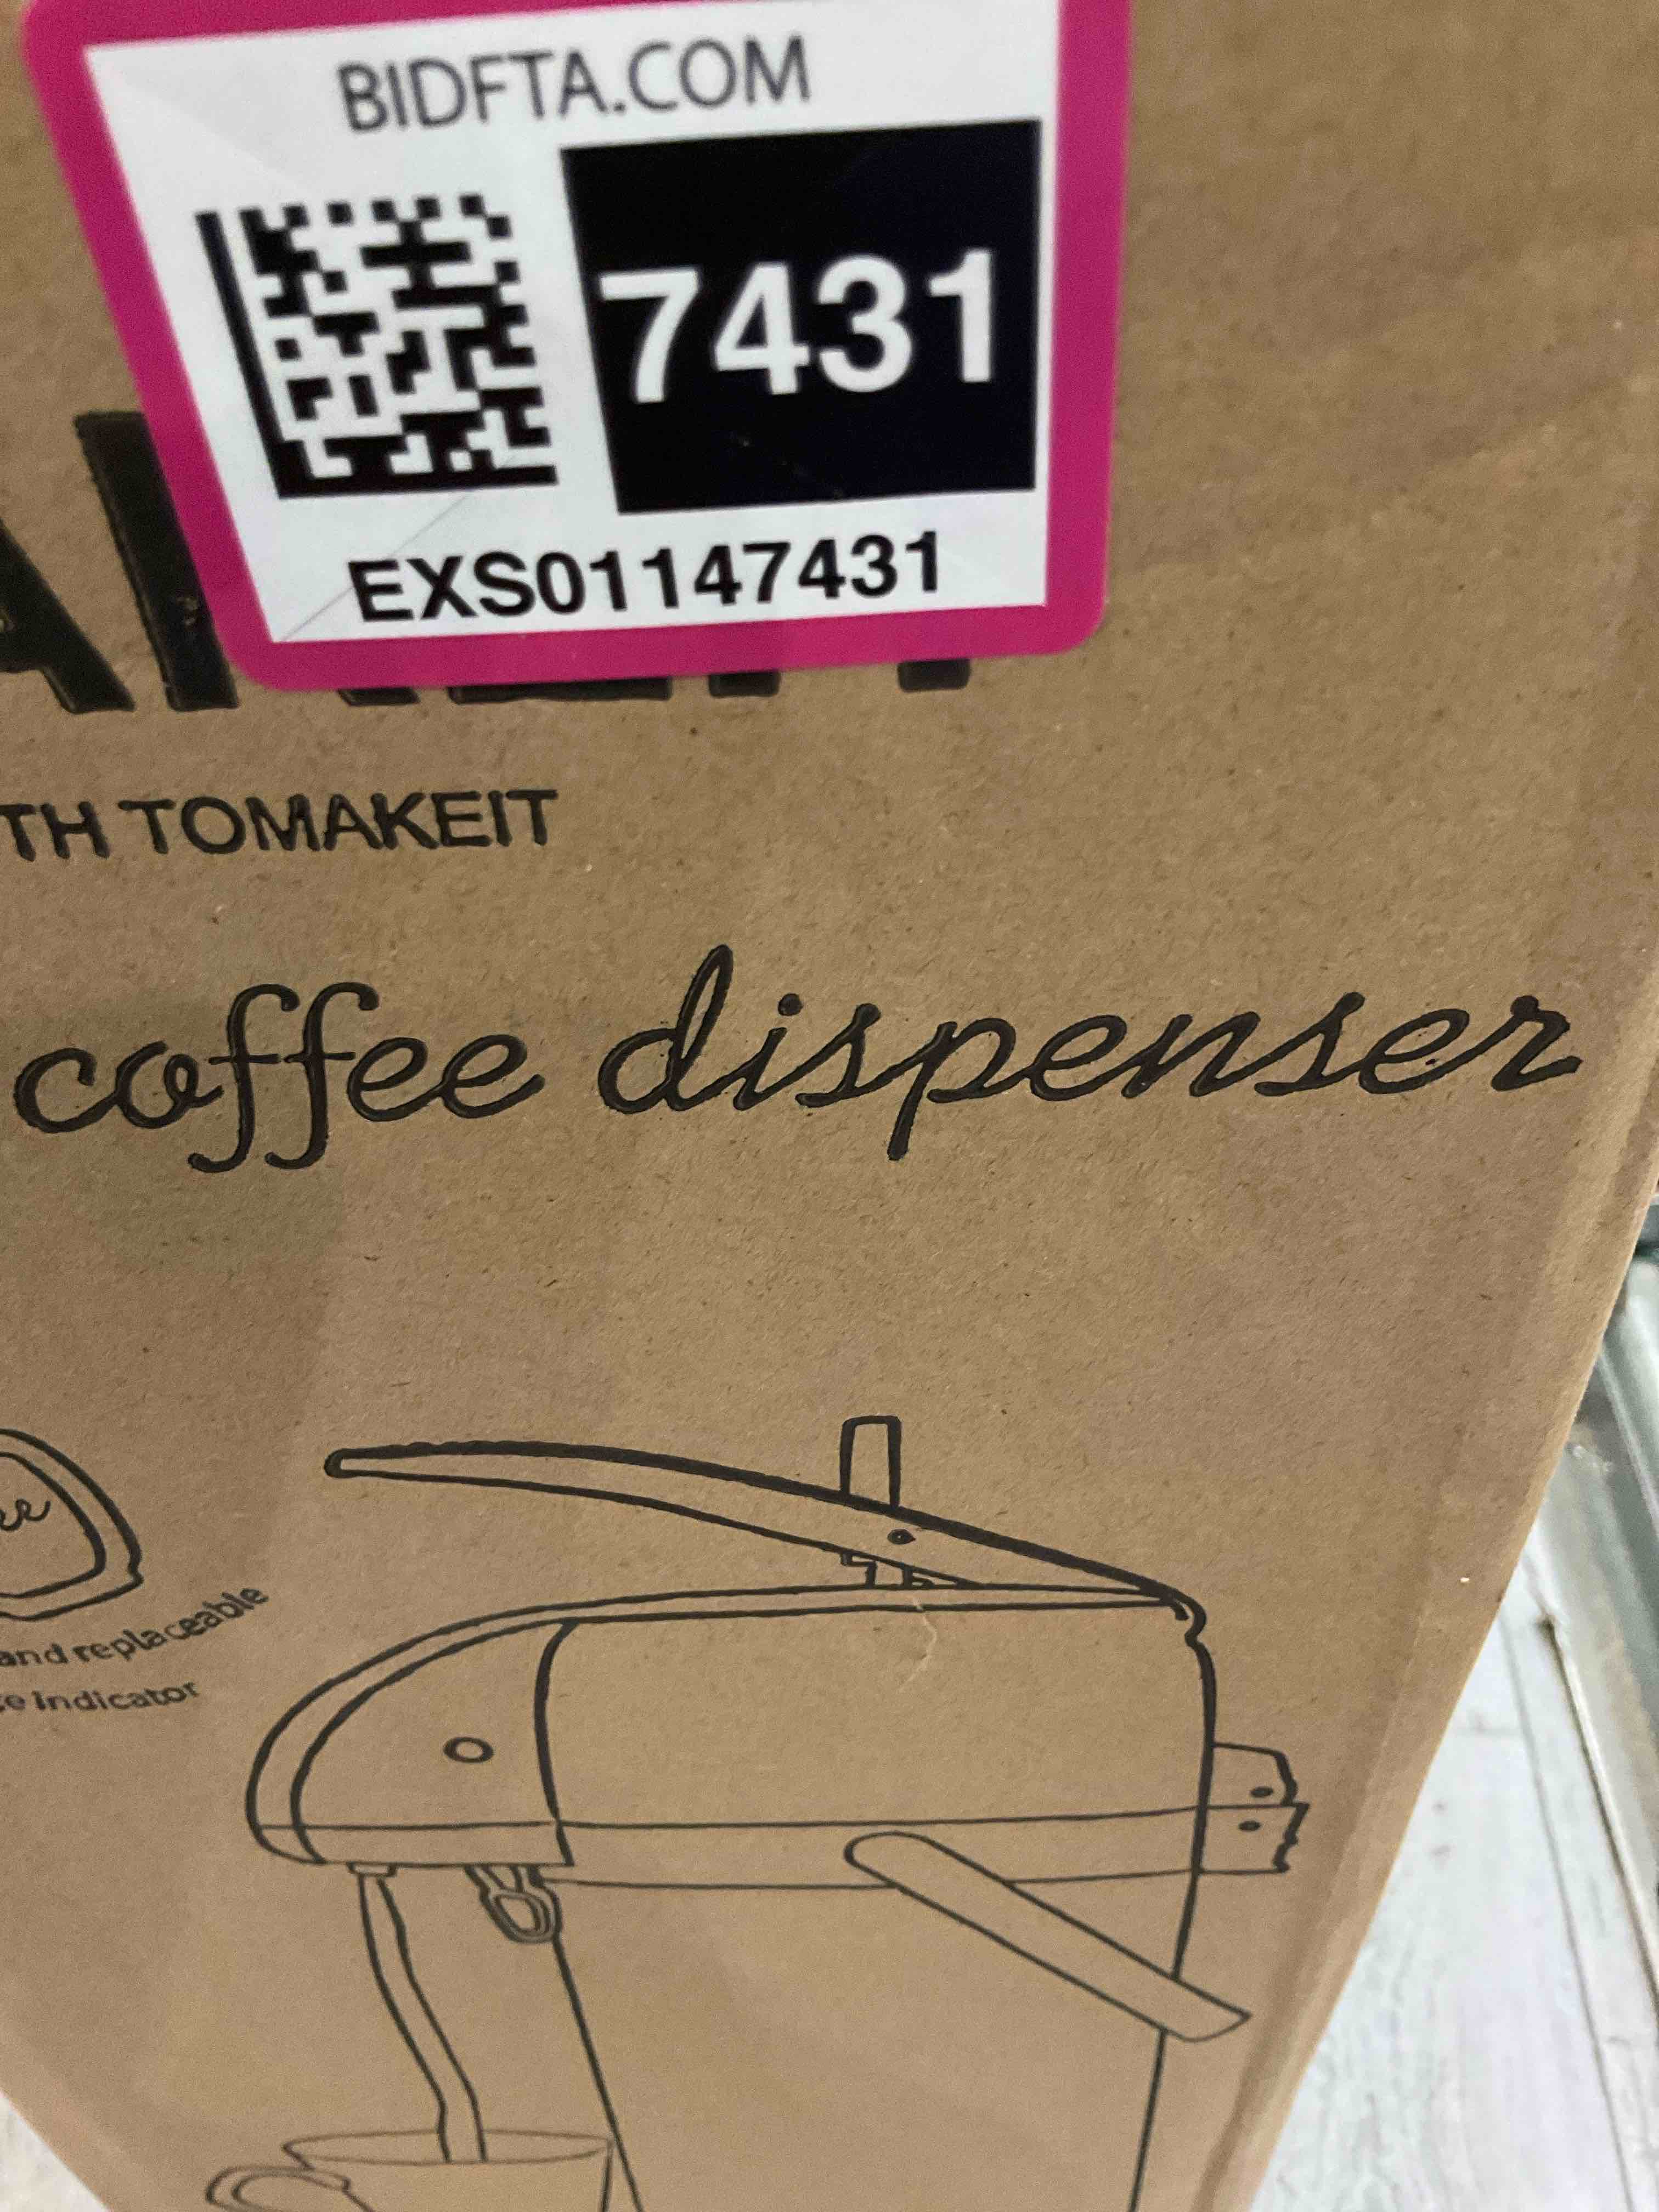 BIDFTA.COM
7431
EXS01147431
TH TOMAKEIT
coffee dispenser
and replaceable
Indicator